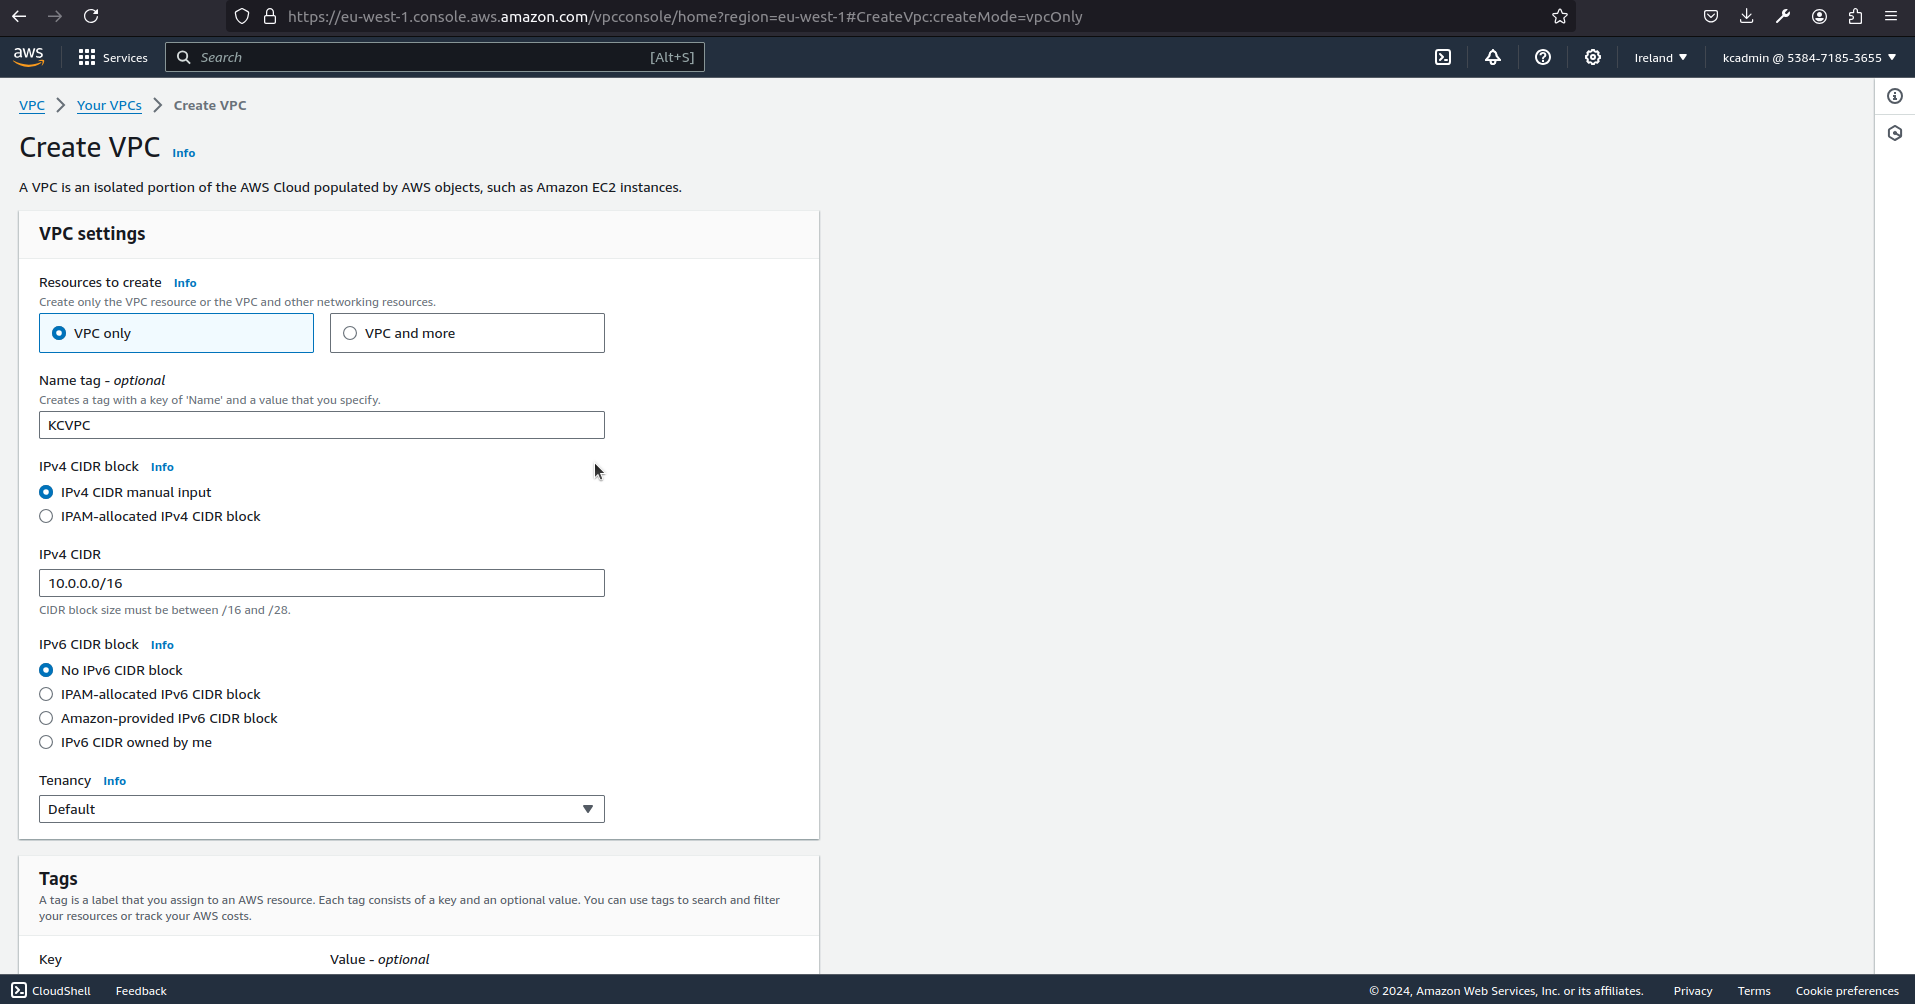 https://eu-west-1.console.aws.amazon.com/vpcconsole/home?region=eu-west-1#CreateVpc:createMode=vpcOnly
aws
Services
Search
[Alt+S]
Ireland
kcadmin @ 5384-7185-3655
VPC
Your VPCs
Create VPC
Create VPC Info
A VPC is an isolated portion of the AWS Cloud populated by AWS objects, such as Amazon EC2 instances.
VPC settings
Resources to create Info
Create only the VPC resource or the VPC and other networking resources.
VPC only
VPC and more
Name tag - optional
Creates a tag with a key of 'Name' and a value that you specify.
KCVPC
IPv4 CIDR block Info
IPv4 CIDR manual input
IPAM-allocated IPv4 CIDR block
IPv4 CIDR
10.0.0.0/16
CIDR block size must be between /16 and /28.
IPv6 CIDR block Info
No IPv6 CIDR block
IPAM-allocated IPv6 CIDR block
Amazon-provided IPv6 CIDR block
IPv6 CIDR owned by me
Tenancy Info
Default
Tags
A tag is a label that you assign to an AWS resource. Each tag consists of a key and an optional value. You can use tags to search and filter
your resources or track your AWS costs.
Key
Value - optional
CloudShell
Feedback
© 2024, Amazon Web Services, Inc. or its affiliates.
Privacy
Terms
Cookie preferences